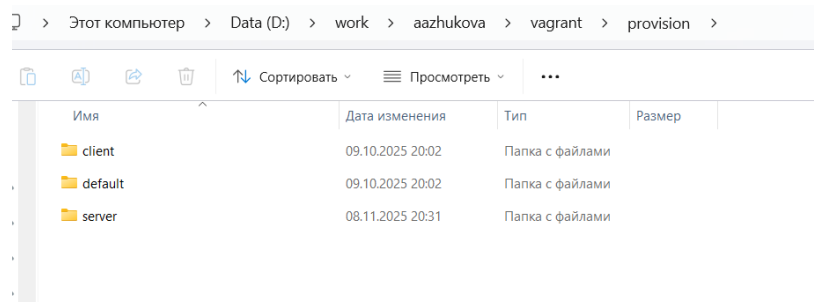 Этот компьютер > Data (D:) > work > aazhukova > vagrant > provision >
Сортировать Просмотреть ...
Имя Дата изменения Тип Размер
client 09.10.2025 20:02 Папка с файлами
default 09.10.2025 20:02 Папка с файлами
server 08.11.2025 20:31 Папка с файлами